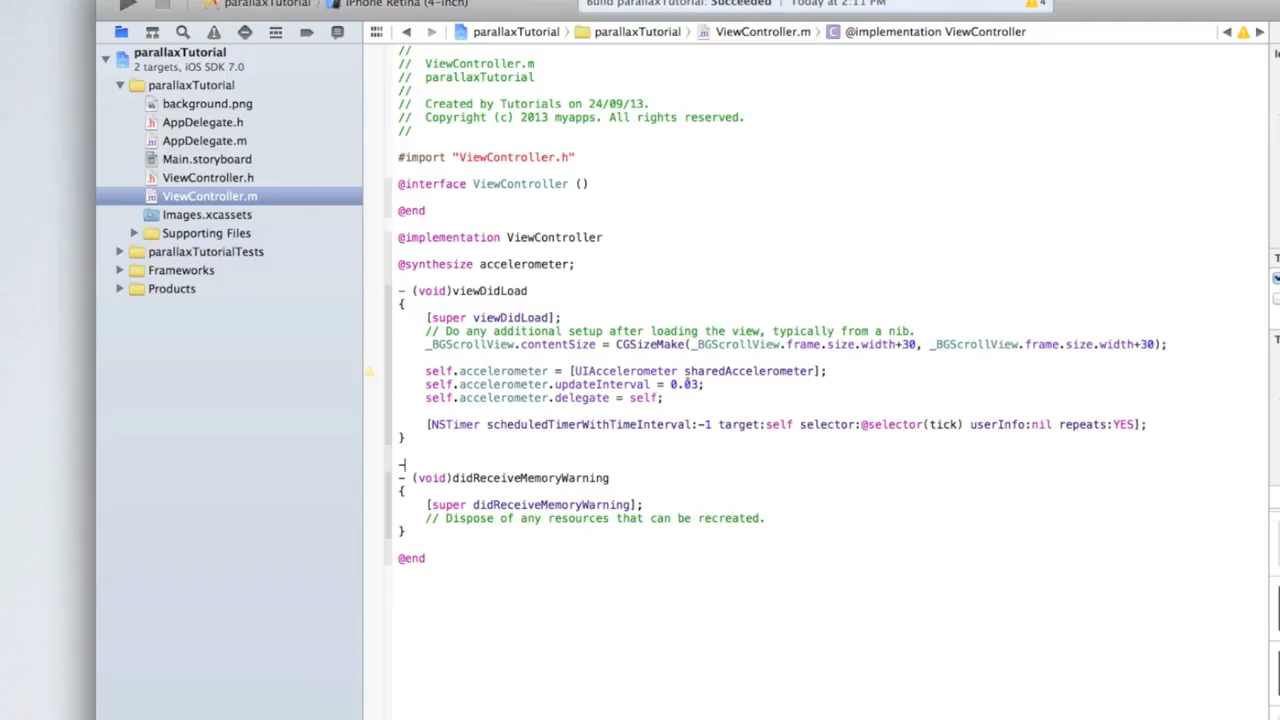 parallaxTutorial iPhone Retina (4-inch) Build parallaxTutorial: Succeeded Today at 2:11 PM 4
parallaxTutorial parallaxTutorial ViewController.m @implementation ViewController
parallaxTutorial
2 targets, iOS SDK 7.0
parallaxTutorial
background.png
AppDelegate.h
AppDelegate.m
Main.storyboard
ViewController.h
ViewController.m
Images.xcassets
Supporting Files
parallaxTutorialTests
Frameworks
Products
//
// ViewController.m
// parallaxTutorial
//
// Created by Tutorials on 24/09/13.
// Copyright (c) 2013 myapps. All rights reserved.
//
#import "ViewController.h"
@interface ViewController ()
@end
@implementation ViewController
@synthesize accelerometer;
- (void)viewDidLoad
{
[super viewDidLoad];
// Do any additional setup after loading the view, typically from a nib.
_BGScrollView.contentSize = CGSizeMake(_BGScrollView.frame.size.width+30, _BGScrollView.frame.size.width+30);
self.accelerometer = [UIAccelerometer sharedAccelerometer];
self.accelerometer.updateInterval = 0.03;
self.accelerometer.delegate = self;
[NSTimer scheduledTimerWithTimeInterval:-1 target:self selector:@selector(tick) userInfo:nil repeats:YES];
}
-
- (void)didReceiveMemoryWarning
{
[super didReceiveMemoryWarning];
// Dispose of any resources that can be recreated.
}
@end